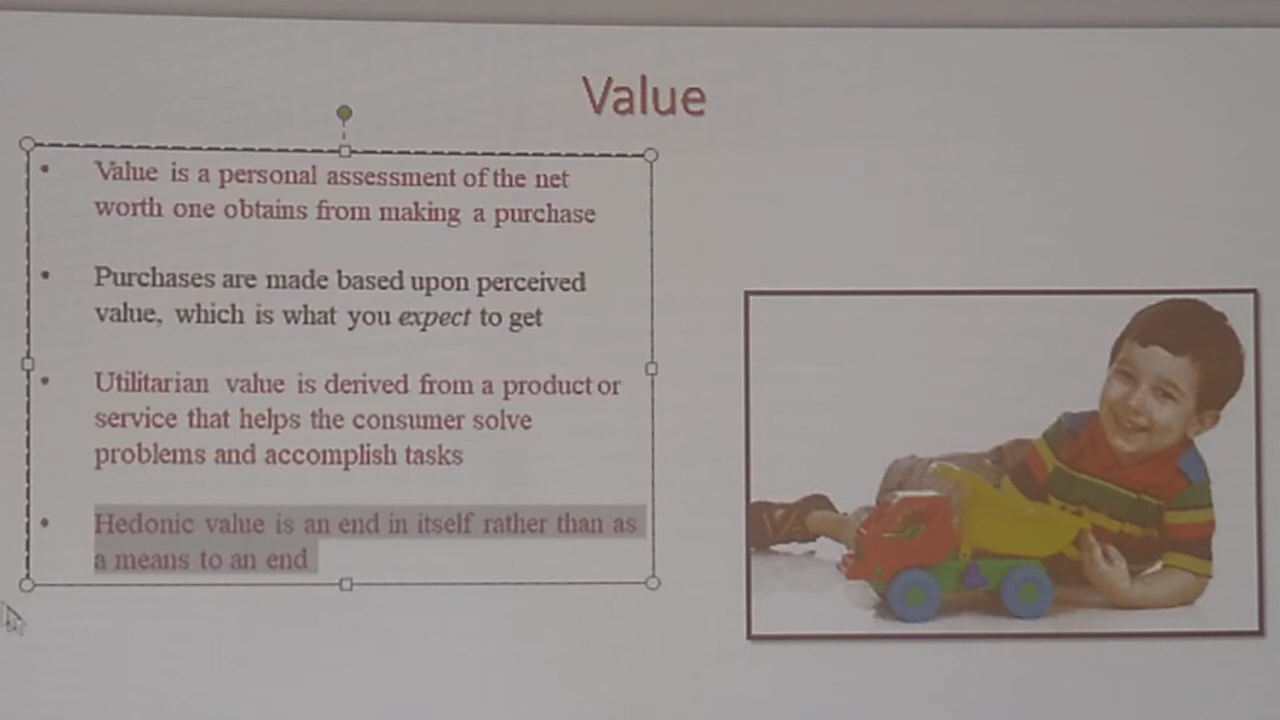 Value
• Value is a personal assessment of the net
worth one obtains from making a purchase
• Purchases are made based upon perceived
value, which is what you expect to get
• Utilitarian value is derived from a product or
service that helps the consumer solve
problems and accomplish tasks
• Hedonic value is an end in itself rather than as
a means to an end